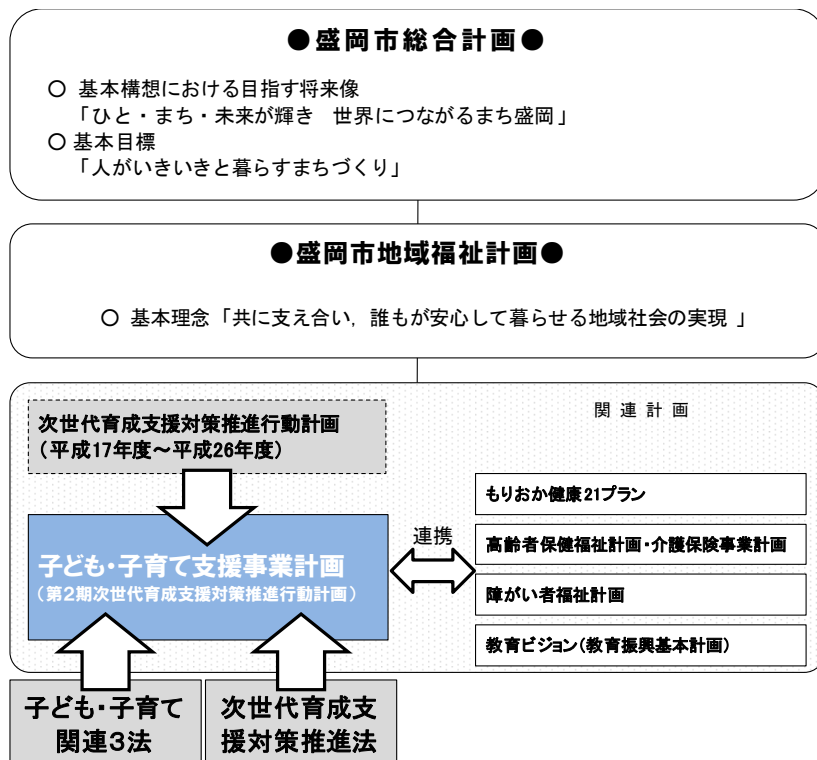 ●盛岡市総合計画●
○ 基本構想における目指す将来像
「ひと・まち・未来が輝き 世界につながるまち盛岡」
○ 基本目標
「人がいきいきと暮らすまちづくり」
●盛岡市地域福祉計画●
○ 基本理念「共に支え合い，誰もが安心して暮らせる地域社会の実現 」
関 連 計 画
次世代育成支援対策推進行動計画
（平成17年度～平成26年度）
子ども・子育て支援事業計画
（第2期次世代育成支援対策推進行動計画）
連携
もりおか健康21プラン
高齢者保健福祉計画・介護保険事業計画
障がい者福祉計画
教育ビジョン（教育振興基本計画）
子ども・子育て
関連3法
次世代育成支
援対策推進法